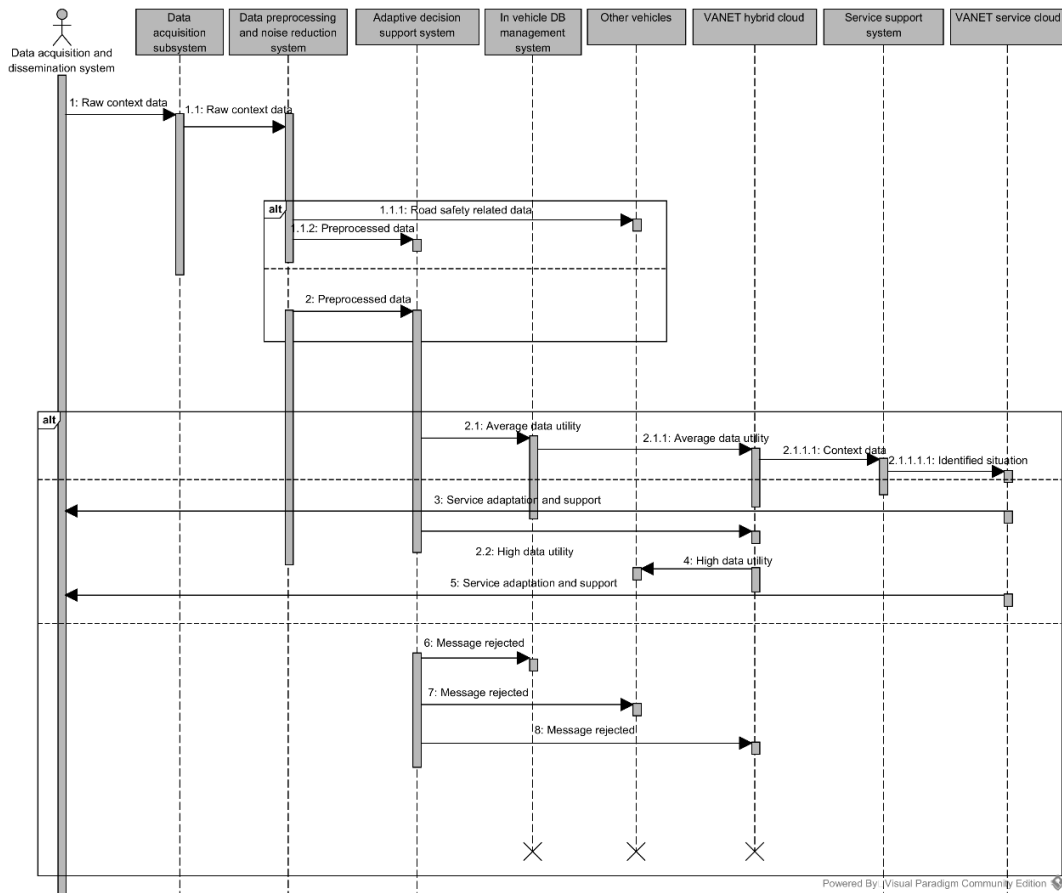 Data acquisition and
dissemination system
Data
acquisition
subsystem
Data preprocessing
and noise reduction
system
Adaptive decision
support system
In vehicle DB
management
system
Other vehicles
VANET hybrid cloud
Service support
system
VANET service cloud
1: Raw context data
1.1: Raw context data
alt
1.1.1: Road safety related data
1.1.2: Preprocessed data
2: Preprocessed data
alt
2.1: Average data utility
2.1.1: Average data utility
2.1.1.1: Context data
2.1.1.1.1: Identified situation
3: Service adaptation and support
2.2: High data utility
4: High data utility
5: Service adaptation and support
6: Message rejected
7: Message rejected
8: Message rejected
Powered By: Visual Paradigm Community Edition